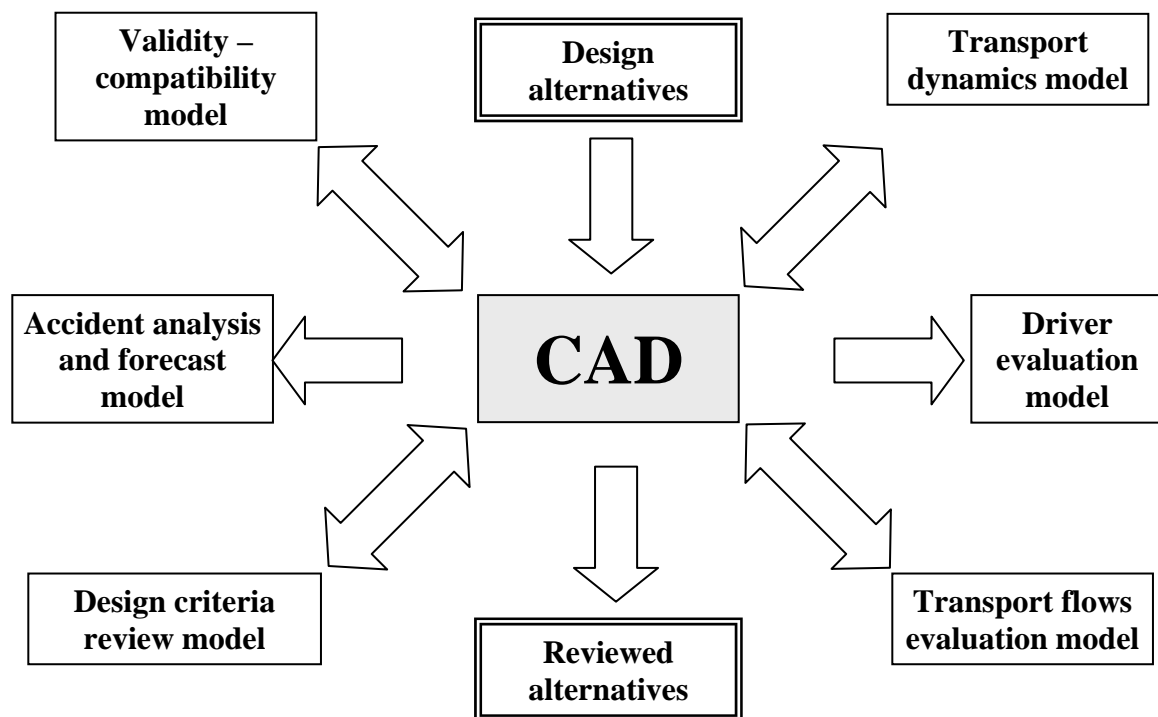 Validity –
compatibility
model
Design
alternatives
Transport
dynamics model
Accident analysis
and forecast
model
CAD
Driver
evaluation
model
Design criteria
review model
Reviewed
alternatives
Transport flows
evaluation model